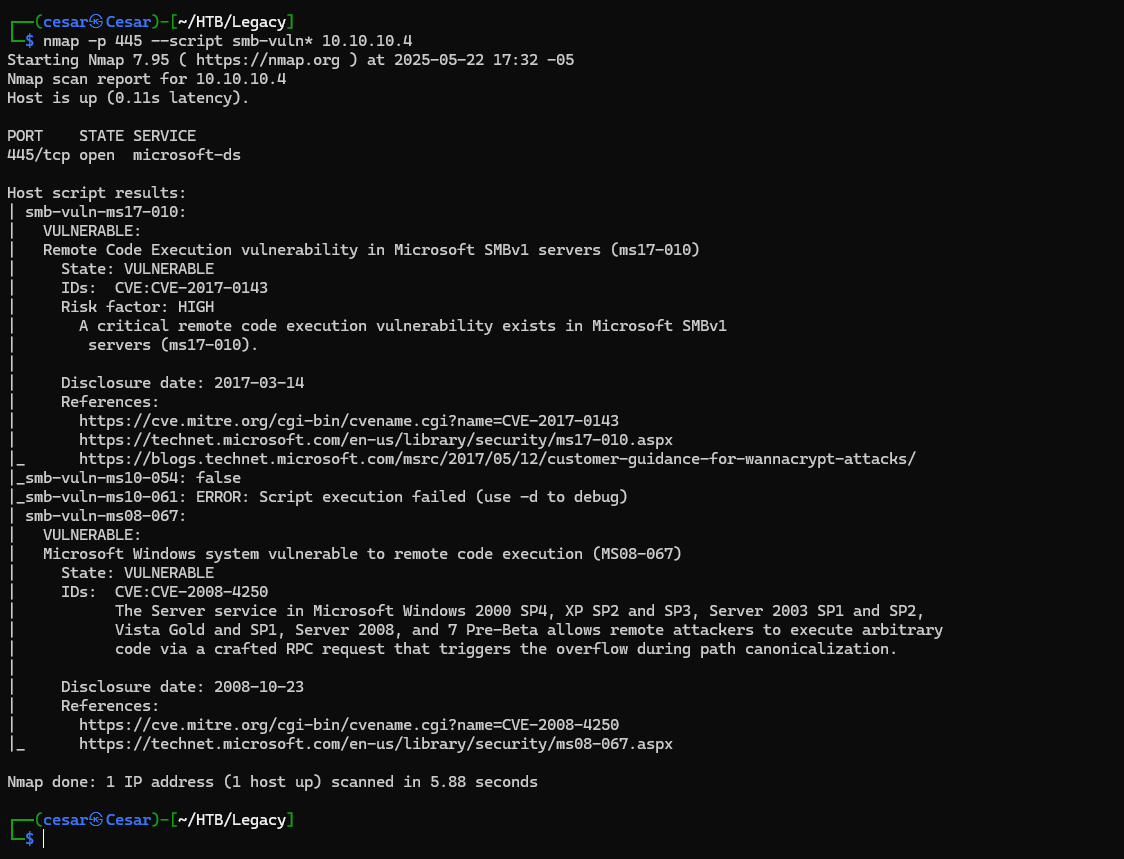 ┌──(cesar㉿Cesar)-[~/HTB/Legacy]
└─$ nmap -p 445 --script smb-vuln* 10.10.10.4
Starting Nmap 7.95 ( https://nmap.org ) at 2025-05-22 17:32 -05
Nmap scan report for 10.10.10.4
Host is up (0.11s latency).

PORT    STATE SERVICE
445/tcp open  microsoft-ds

Host script results:
| smb-vuln-ms17-010:
|   VULNERABLE:
|   Remote Code Execution vulnerability in Microsoft SMBv1 servers (ms17-010)
|     State: VULNERABLE
|     IDs:  CVE:CVE-2017-0143
|     Risk factor: HIGH
|       A critical remote code execution vulnerability exists in Microsoft SMBv1
|        servers (ms17-010).
|
|     Disclosure date: 2017-03-14
|     References:
|       https://cve.mitre.org/cgi-bin/cvename.cgi?name=CVE-2017-0143
|       https://technet.microsoft.com/en-us/library/security/ms17-010.aspx
|_      https://blogs.technet.microsoft.com/msrc/2017/05/12/customer-guidance-for-wannacrypt-attacks/
|_smb-vuln-ms10-054: false
|_smb-vuln-ms10-061: ERROR: Script execution failed (use -d to debug)
| smb-vuln-ms08-067:
|   VULNERABLE:
|   Microsoft Windows system vulnerable to remote code execution (MS08-067)
|     State: VULNERABLE
|     IDs:  CVE:CVE-2008-4250
|           The Server service in Microsoft Windows 2000 SP4, XP SP2 and SP3, Server 2003 SP1 and SP2,
|           Vista Gold and SP1, Server 2008, and 7 Pre-Beta allows remote attackers to execute arbitrary
|           code via a crafted RPC request that triggers the overflow during path canonicalization.
|
|     Disclosure date: 2008-10-23
|     References:
|       https://cve.mitre.org/cgi-bin/cvename.cgi?name=CVE-2008-4250
|_      https://technet.microsoft.com/en-us/library/security/ms08-067.aspx

Nmap done: 1 IP address (1 host up) scanned in 5.88 seconds

┌──(cesar㉿Cesar)-[~/HTB/Legacy]
└─$